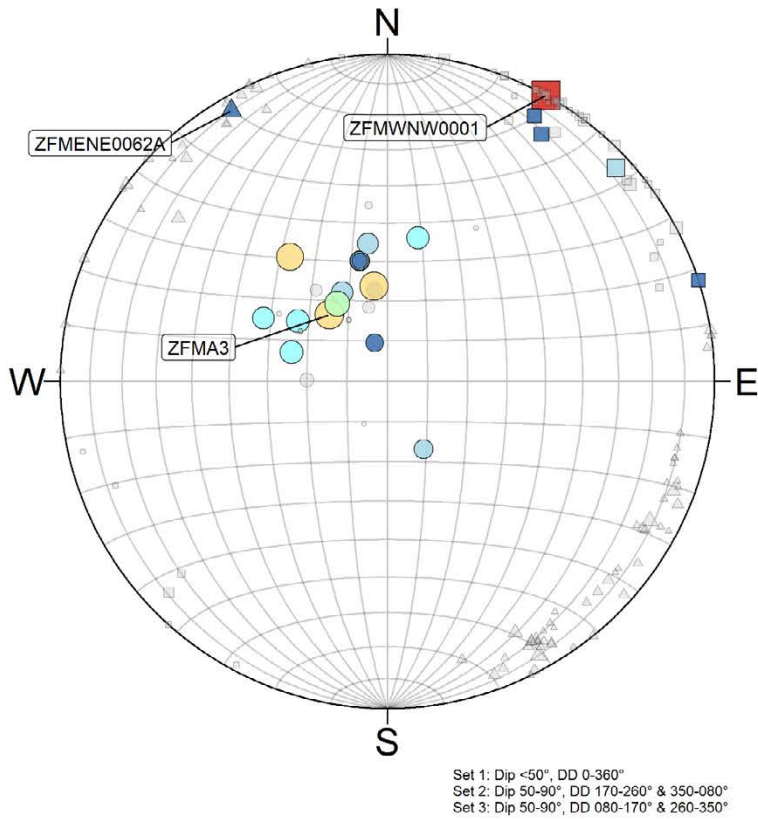 N
ZFMENE0062A
ZFMWNW0001
ZFMA3
W
E
S
Set 1: Dip <50°, DD 0-360°
Set 2: Dip 50-90°, DD 170-260° & 350-080°
Set 3: Dip 50-90°, DD 080-170° & 260-350°